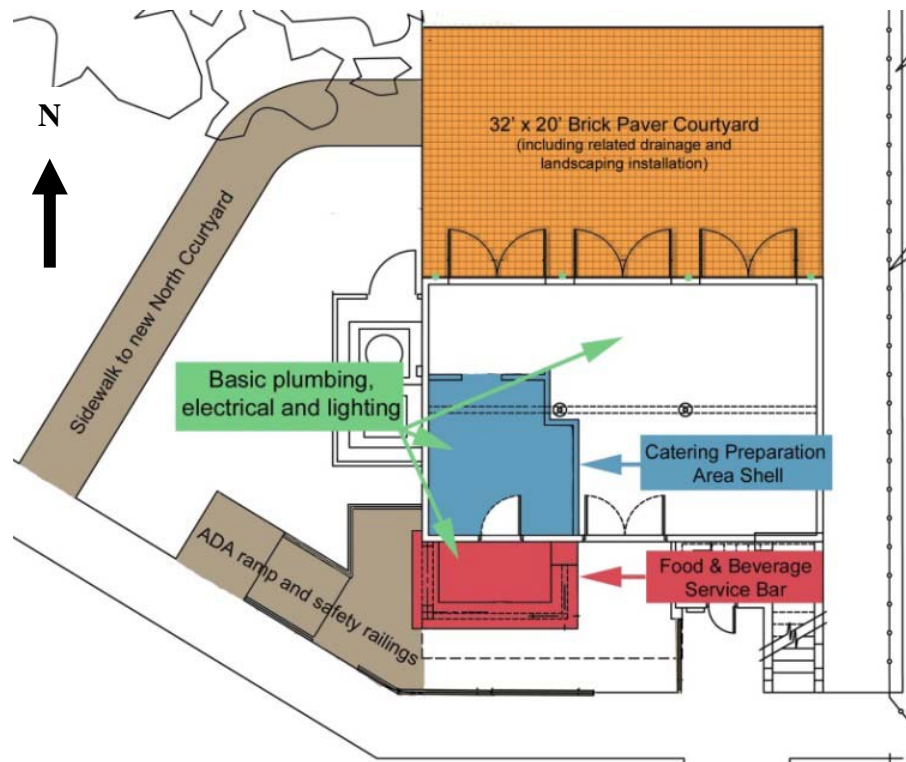 N
32' x 20' Brick Paver Courtyard
(including related drainage and
landscaping installation)
Sidewalk to new North Ccurtyard
Basic plumbing,
electrical and lighting
Catering Preparation
Area Shell
ADA ramp and safety railings
Food & Beverage
Service Bar